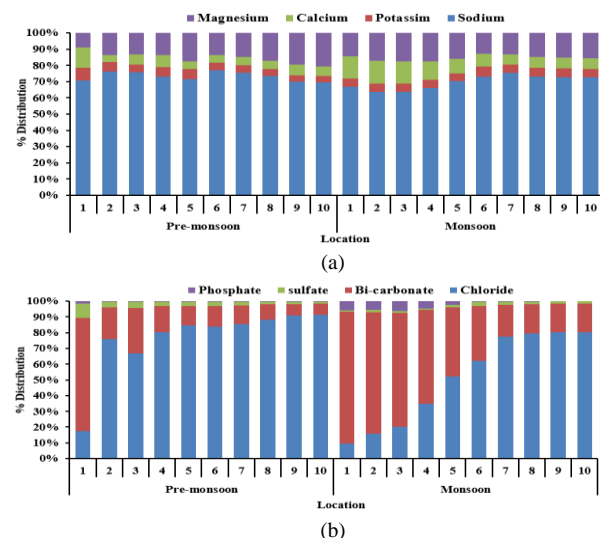 Magnesium Calcium Potassim Sodium
100%
90%
80%
70%
60%
50%
40%
30%
20%
10%
0%
% Distribution
1 2 3 4 5 6 7 8 9 10 1 2 3 4 5 6 7 8 9 10
Pre-monsoon Monsoon
Location
(a)
Phosphate sulfate Bi-carbonate Chloride
100%
90%
80%
70%
60%
50%
40%
30%
20%
10%
0%
% Distribution
1 2 3 4 5 6 7 8 9 10 1 2 3 4 5 6 7 8 9 10
Pre-monsoon Monsoon
Location
(b)